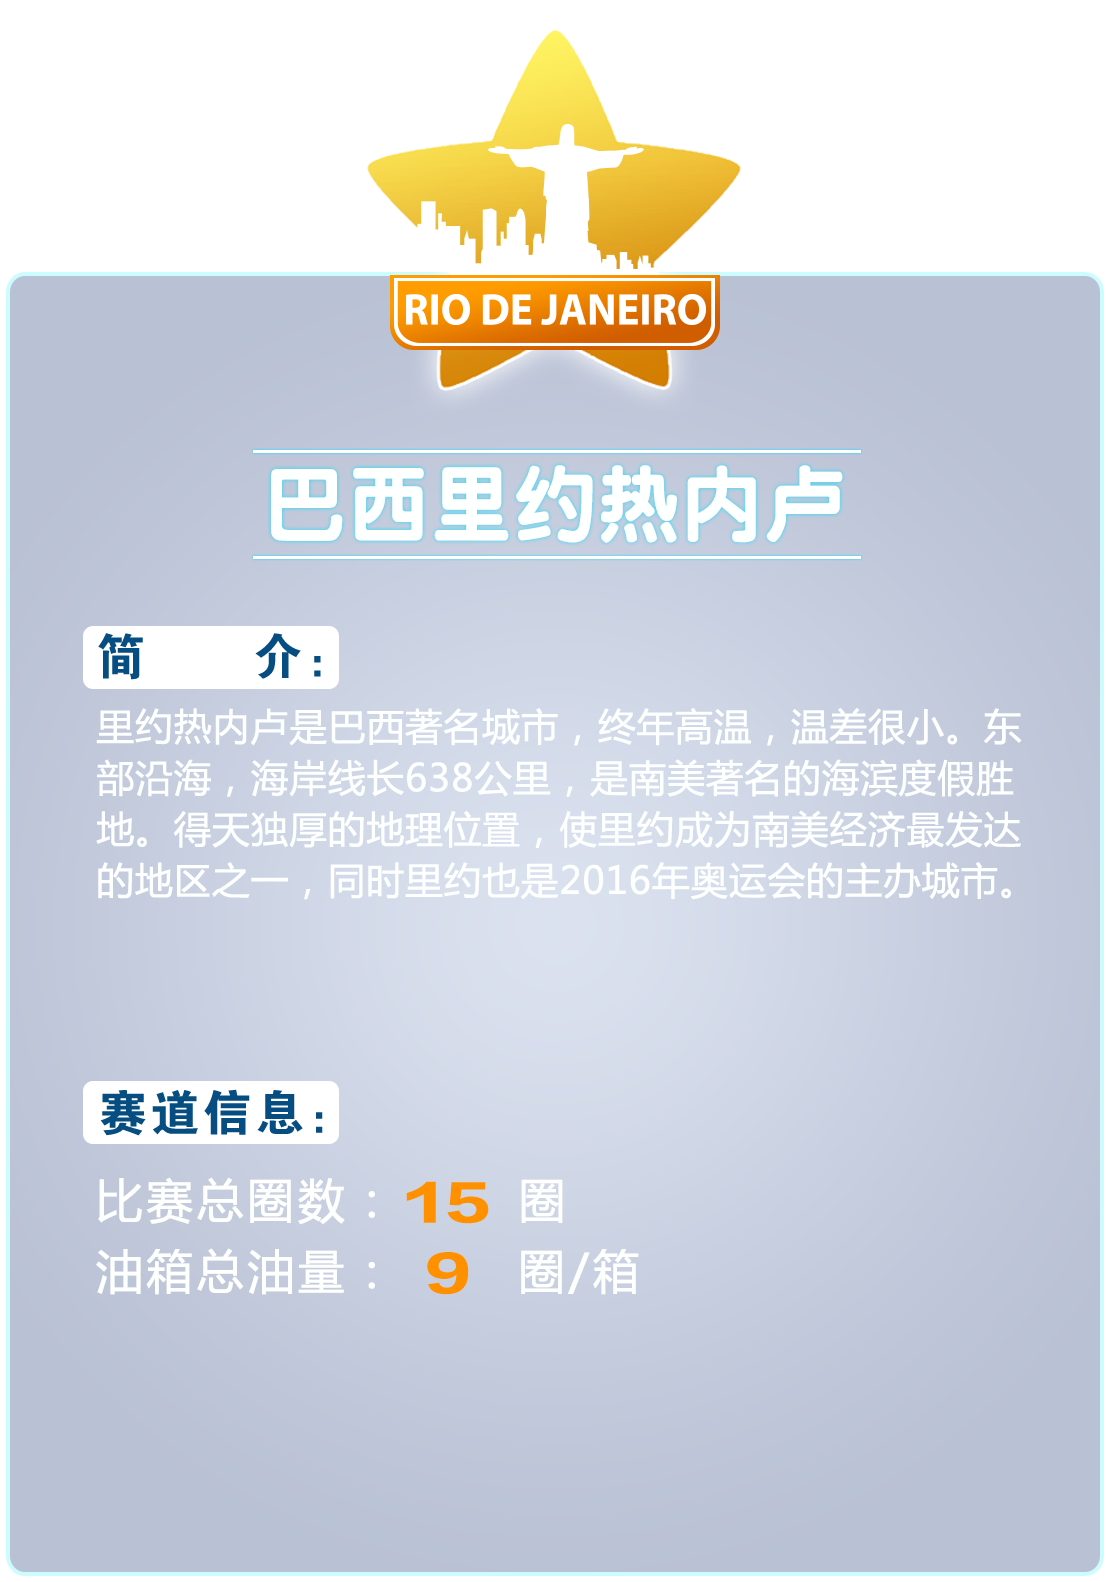 RIO DE JANEIRO
巴西里约热内卢
简 介：
里约热内卢是巴西著名城市，终年高温，温差很小。东
部沿海，海岸线长638公里，是南美著名的海滨度假胜
地。得天独厚的地理位置，使里约成为南美经济最发达
的地区之一，同时里约也是2016年奥运会的主办城市。
赛道信息：
比赛总圈数：15 圈
油箱总油量： 9 圈/箱